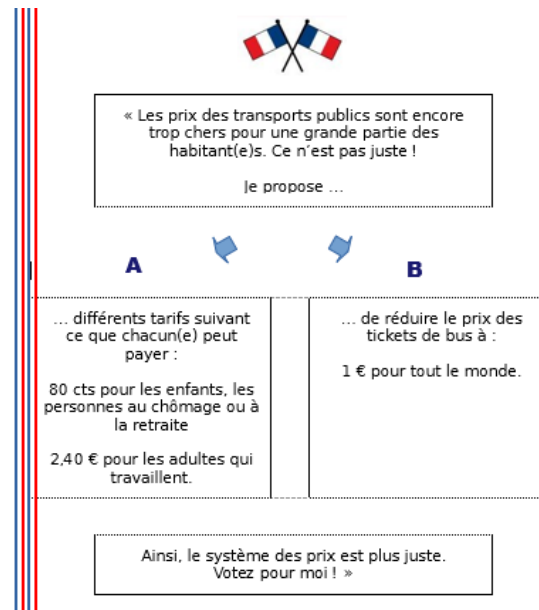 « Les prix des transports publics sont encore
trop chers pour une grande partie des
habitant(e)s. Ce n’est pas juste !
Je propose …
A
… différents tarifs suivant
ce que chacun(e) peut
payer :
80 cts pour les enfants, les
personnes au chômage ou à
la retraite
2,40 € pour les adultes qui
travaillent.
B
… de réduire le prix des
tickets de bus à :
1 € pour tout le monde.
Ainsi, le système des prix est plus juste.
Votez pour moi ! »